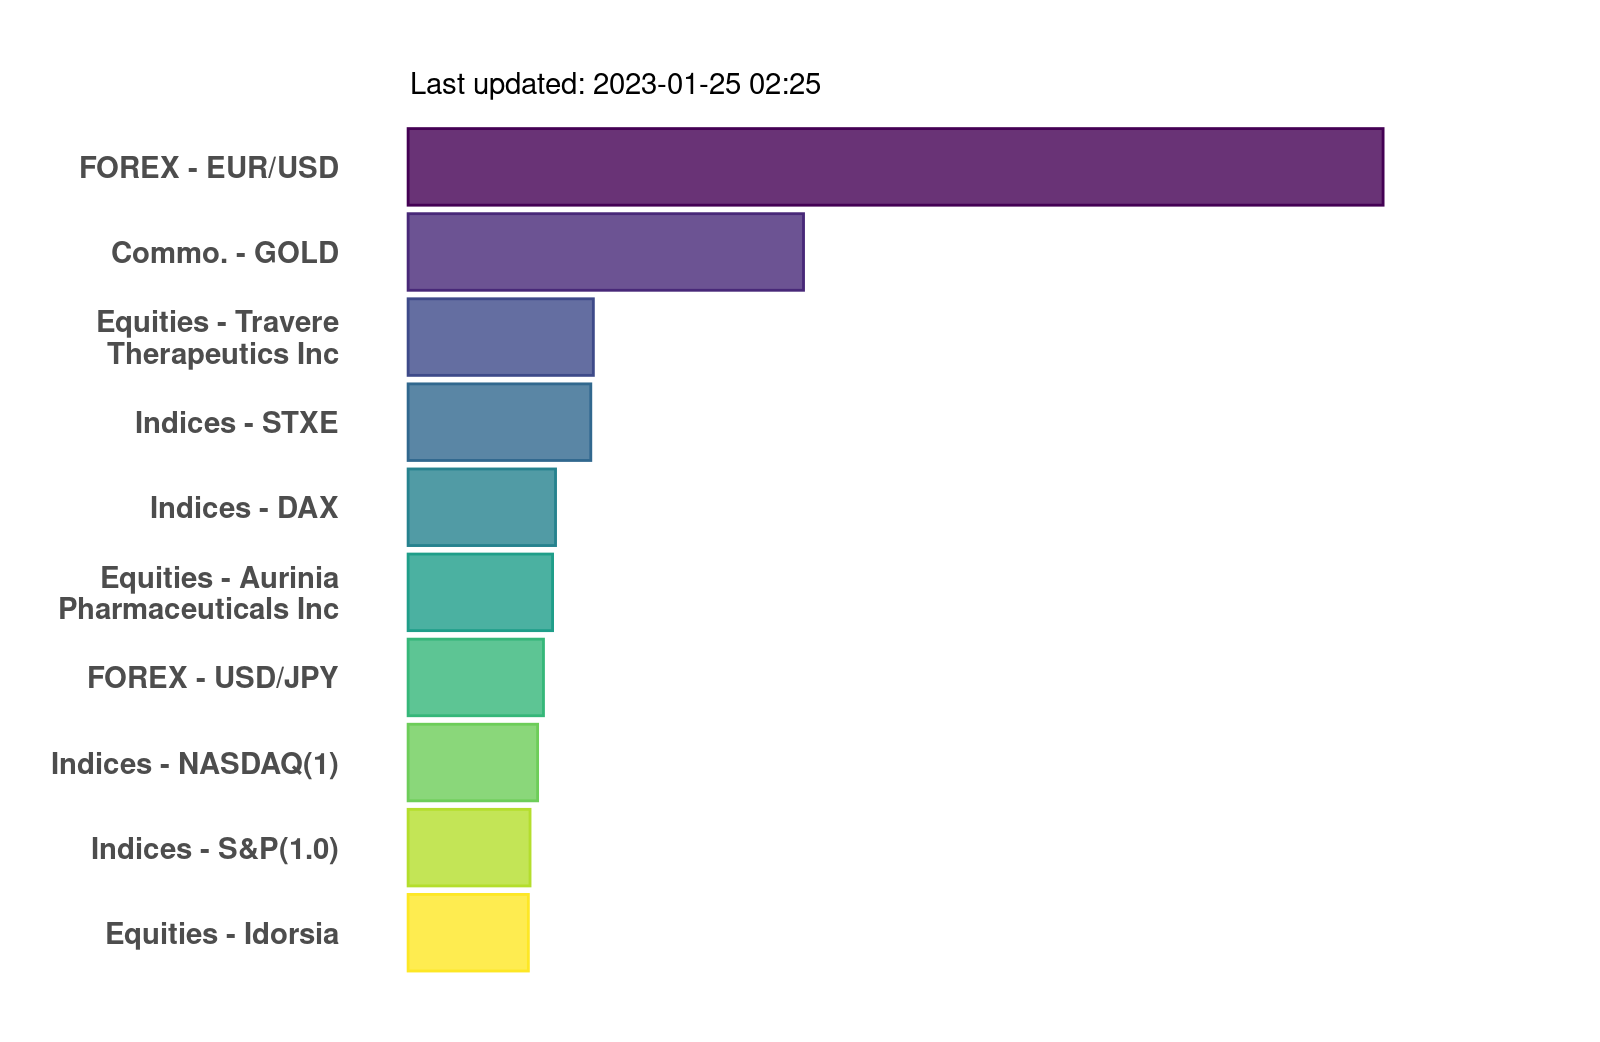 Last updated: 2023-01-25 02:25
FOREX - EUR/USD
Commo. - GOLD
Equities - Travere
Therapeutics Inc
Indices - STXE
Indices - DAX
Equities - Aurinia
Pharmaceuticals Inc
FOREX - USD/JPY
Indices - NASDAQ(1)
Indices - S&P(1.0)
Equities - Idorsia